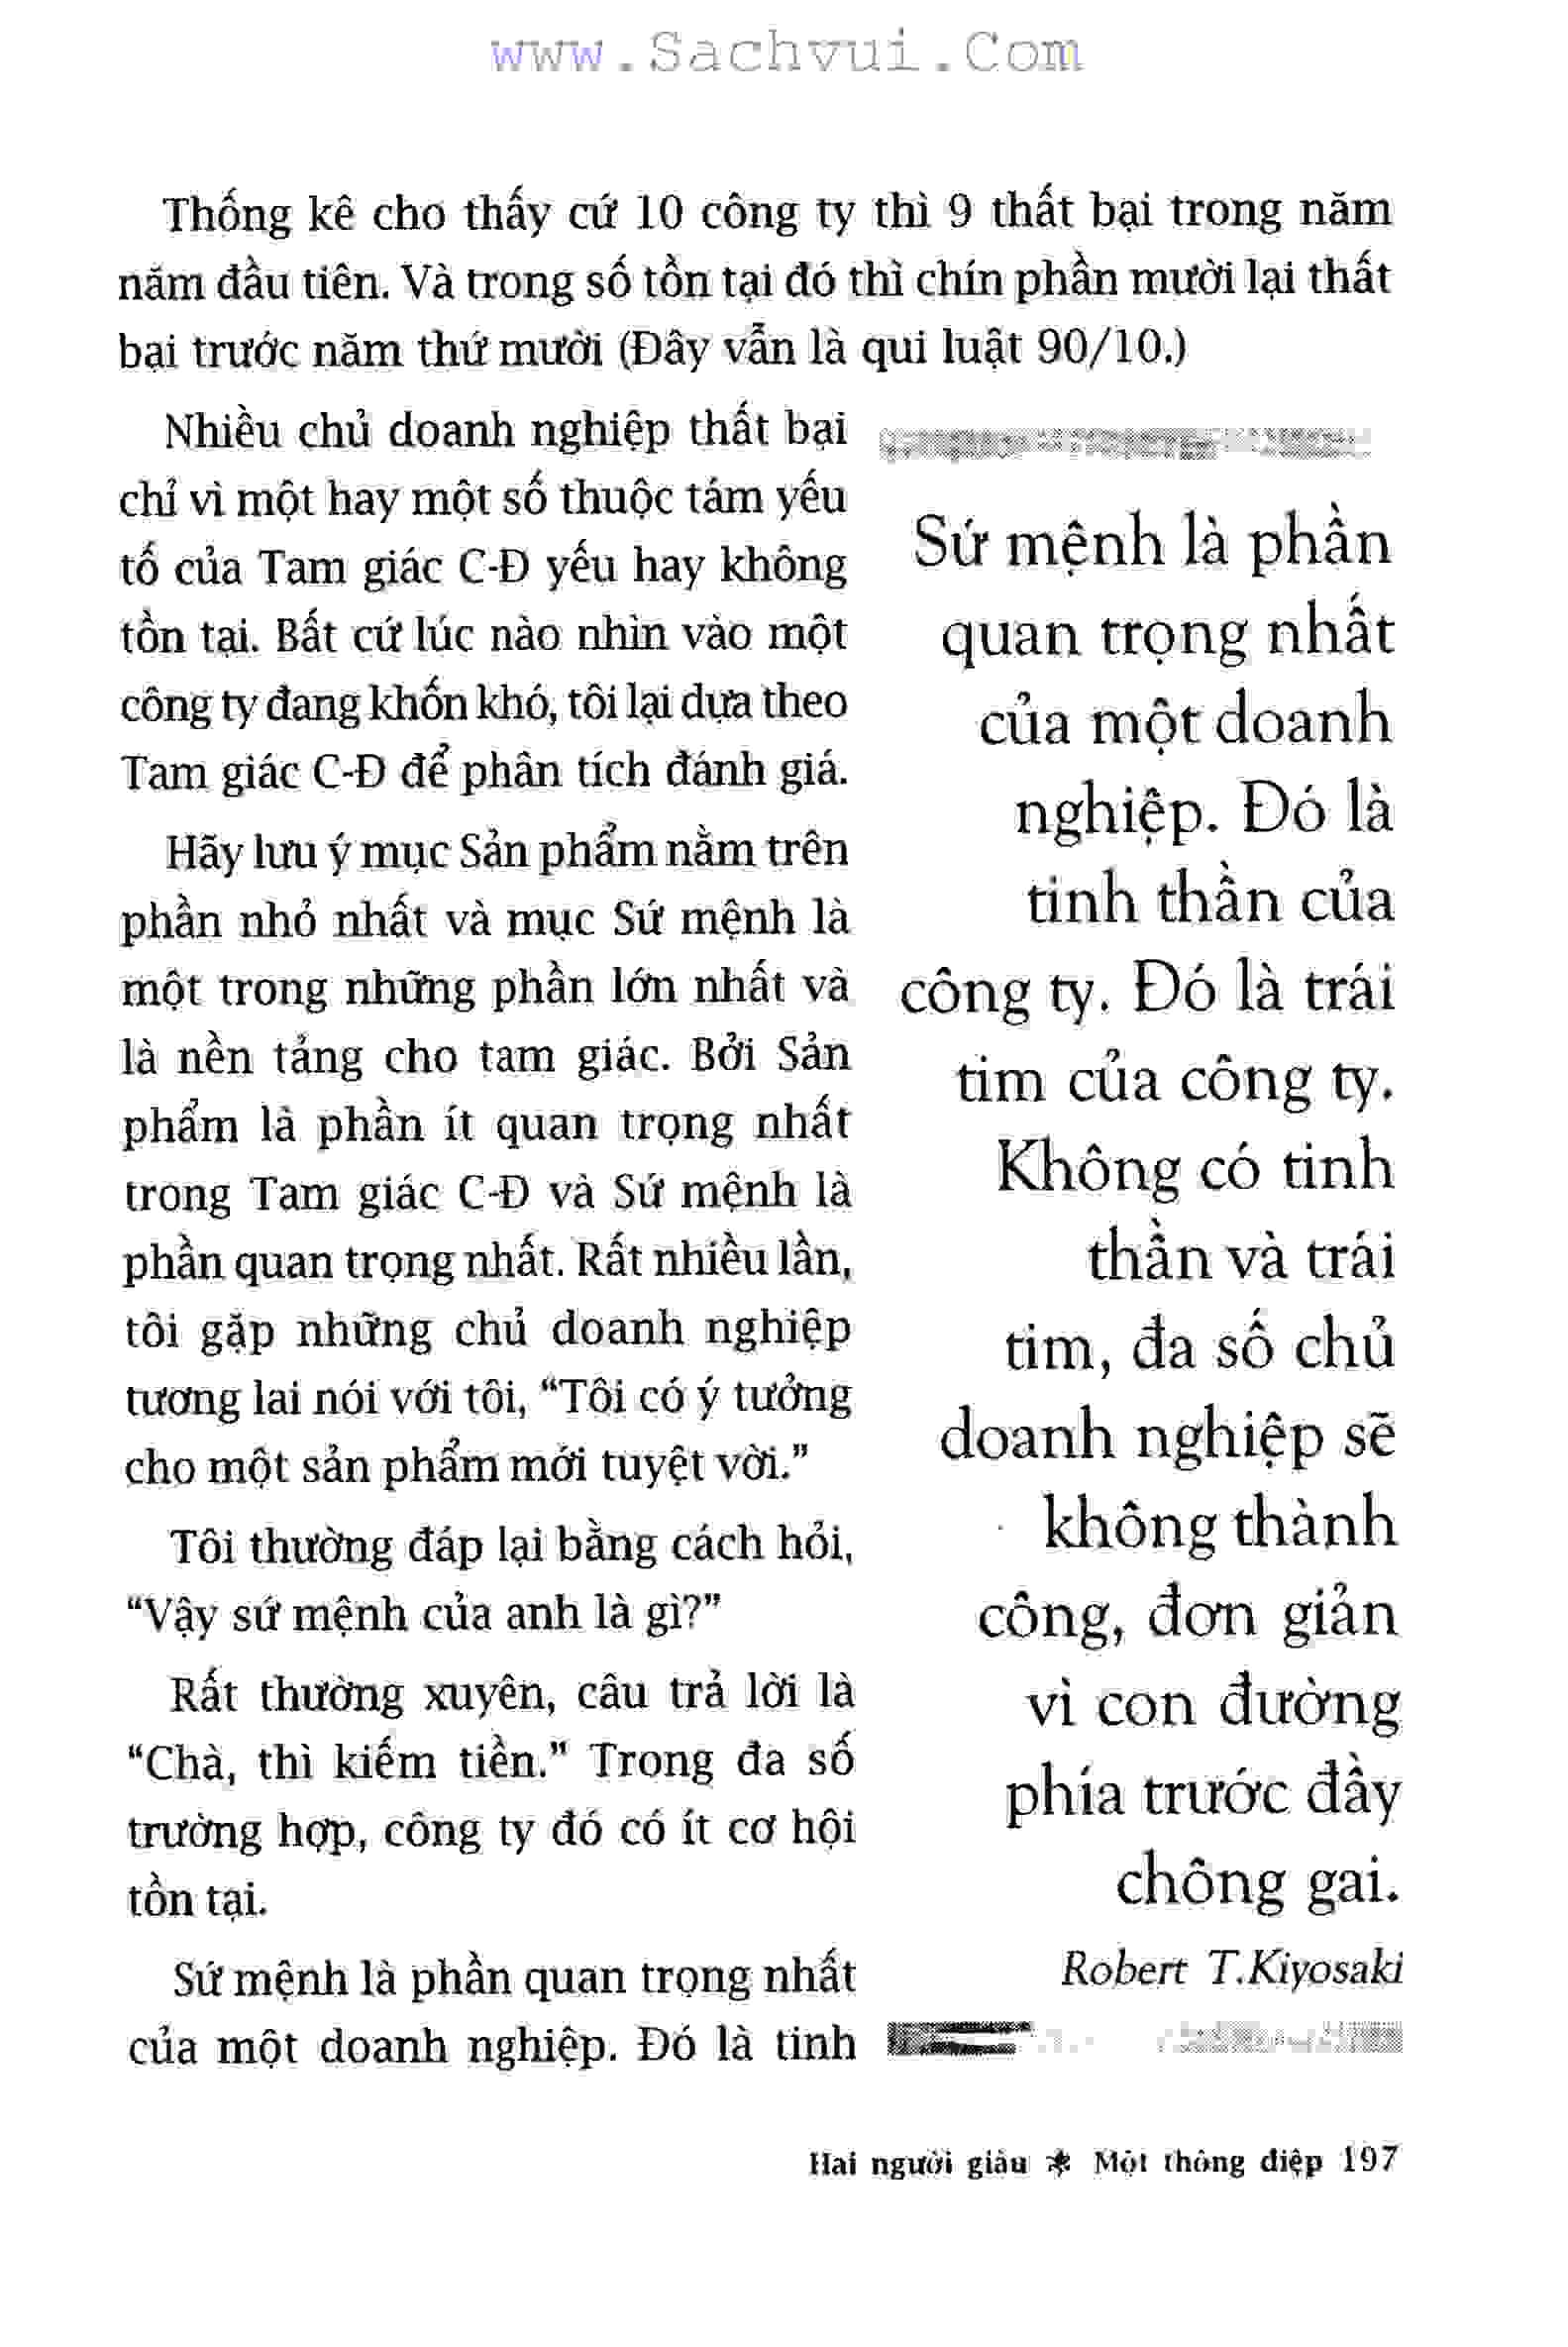 www.Sachvui.Com
Thống kê cho thấy cứ 10 công ty thì 9 thất bại trong năm
năm đầu tiên. Và trong số tồn tại đó thì chín phần mười lại thất
bại trước năm thứ mười (Đây vẫn là qui luật 90/10.)
Nhiều chủ doanh nghiệp thất bại
chỉ vì một hay một số thuộc tám yếu
tố của Tam giác C-Đ yếu hay không
tồn tại. Bất cứ lúc nào nhìn vào một
công ty đang khốn khó, tôi lại dựa theo
Tam giác C-Đ để phân tích đánh giá.
Hãy lưu ý mục Sản phẩm nằm trên
phần nhỏ nhất và mục Sứ mệnh là
một trong những phần lớn nhất và
là nền tảng cho tam giác. Bởi Sản
phẩm là phần ít quan trọng nhất
trong Tam giác C-Đ và Sứ mệnh là
phần quan trọng nhất. Rất nhiều lần,
tôi gặp những chủ doanh nghiệp
tương lai nói với tôi, “Tôi có ý tưởng
cho một sản phẩm mới tuyệt vời.”
Tôi thường đáp lại bằng cách hỏi,
“Vậy sứ mệnh của anh là gì?”
Rất thường xuyên, câu trả lời là
“Chà, thì kiếm tiền.” Trong đa số
trường hợp, công ty đó có ít cơ hội
tồn tại.
Sứ mệnh là phần quan trọng nhất
của một doanh nghiệp. Đó là tinh
Sứ mệnh là phần
quan trọng nhất
của một doanh
nghiệp. Đó là
tinh thần của
công ty. Đó là trái
tim của công ty.
Không có tinh
thần và trái
tim, đa số chủ
doanh nghiệp sẽ
không thành
công, đơn giản
vì con đường
phía trước đầy
chông gai.
Robert T.Kiyosaki
Hai người giàu * Một thông điệp 197